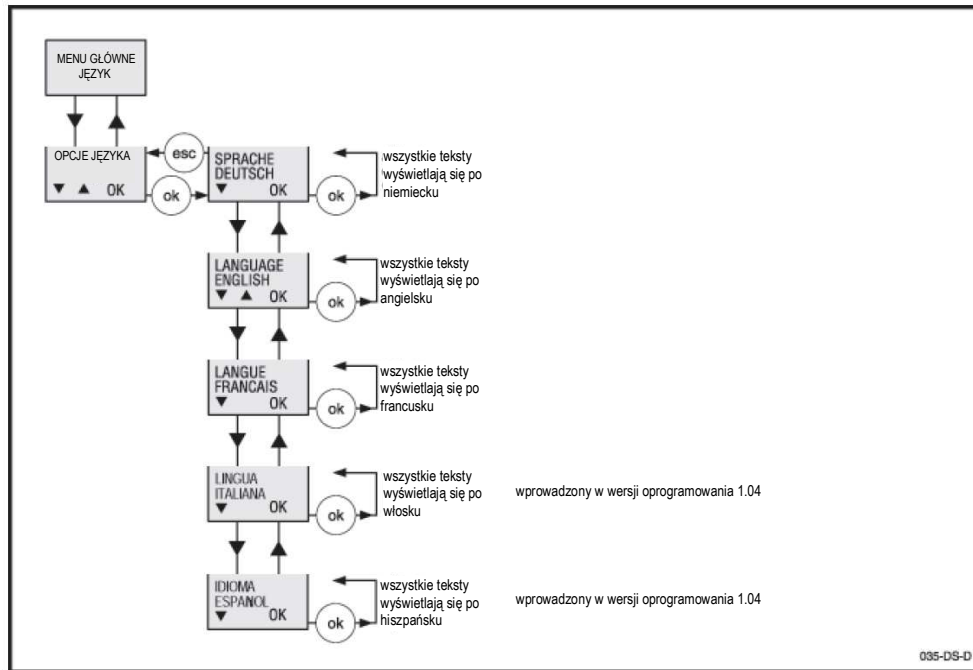 MENU GŁÓWNE
JĘZYK
OPCJE JĘZYKA
▼ ▲ OK
esc
ok
SPRACHE
DEUTSCH
▼ OK
ok
wszystkie teksty
wyświetlają się po
niemiecku
LANGUAGE
ENGLISH
▼ ▲ OK
ok
wszystkie teksty
wyświetlają się po
angielsku
LANGUE
FRANCAIS
▼ OK
ok
wszystkie teksty
wyświetlają się po
francusku
LINGUA
ITALIANA
▼ OK
ok
wszystkie teksty
wyświetlają się po
włosku
wprowadzony w wersji oprogramowania 1.04
IDIOMA
ESPANOL
▼ OK
ok
wszystkie teksty
wyświetlają się po
hiszpańsku
wprowadzony w wersji oprogramowania 1.04
035-DS-D